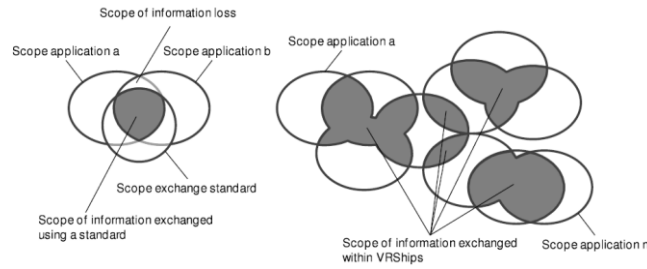 Scope of information loss
Scope application a
Scope application b
Scope exchange standard
Scope of information exchanged
using a standard
Scope application a
Scope of information exchanged
within VRShips
Scope application n